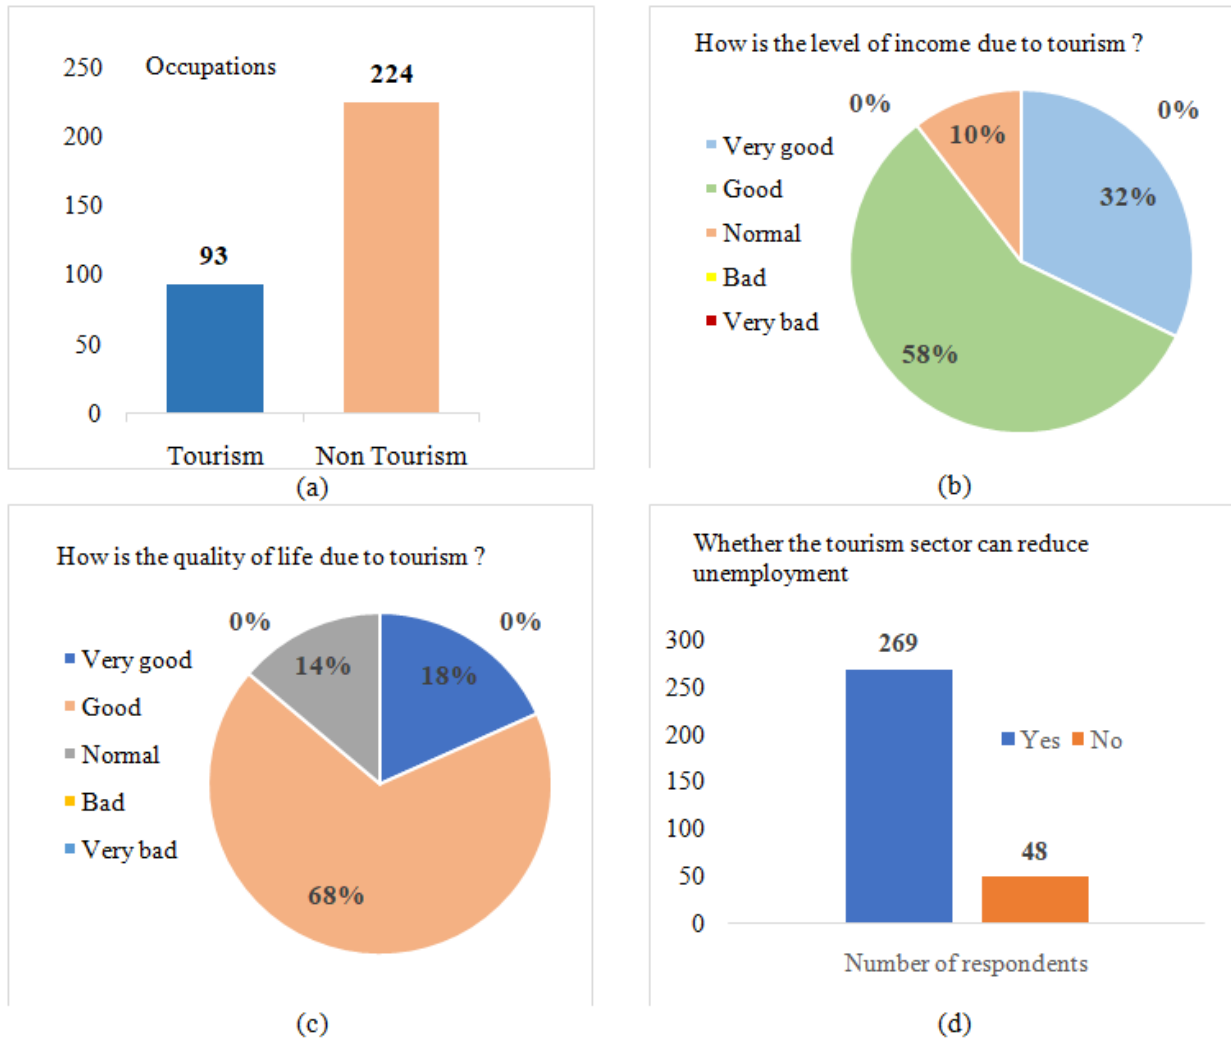 Occupations
250
200
150
100
50
0
93
224
Tourism
Non Tourism
(a)
How is the level of income due to tourism ?
0%
0%
10%
32%
58%
Very good
Good
Normal
Bad
Very bad
(b)
How is the quality of life due to tourism ?
0%
0%
14%
18%
68%
Very good
Good
Normal
Bad
Very bad
(c)
Whether the tourism sector can reduce
unemployment
300
250
200
150
100
50
0
269
48
Yes
No
Number of respondents
(d)